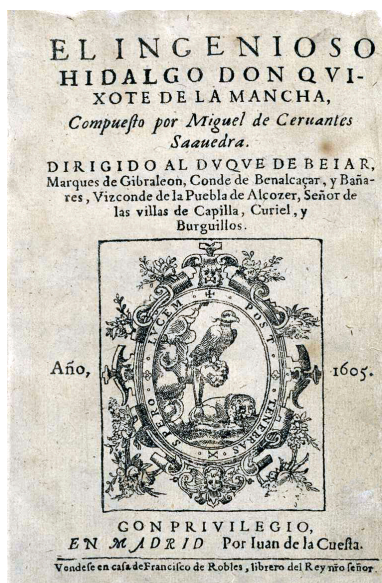 EL INGENIOSO
HIDALGO DON QVI-
XOTE DE LA MANCHA,
Compueſto por Miguel de Ceruantes
Saauedra.
DIRIGIDO AL DVQVE DE BEIAR,
Marques de Gibraleon, Conde de Benalcaçar, y Baña-
res, Vizconde de la Puebla de Alcozer, Señor de
las villas de Capilla, Curiel, y
Burguillos.
SPERO LVCEM POST TENEBRAS
Año, 1605.
CON PRIVILEGIO,
EN MADRID Por Iuan de la Cueſta.
Vendese en casa de Francisco de Robles, librero del Rey nr̃o señor.